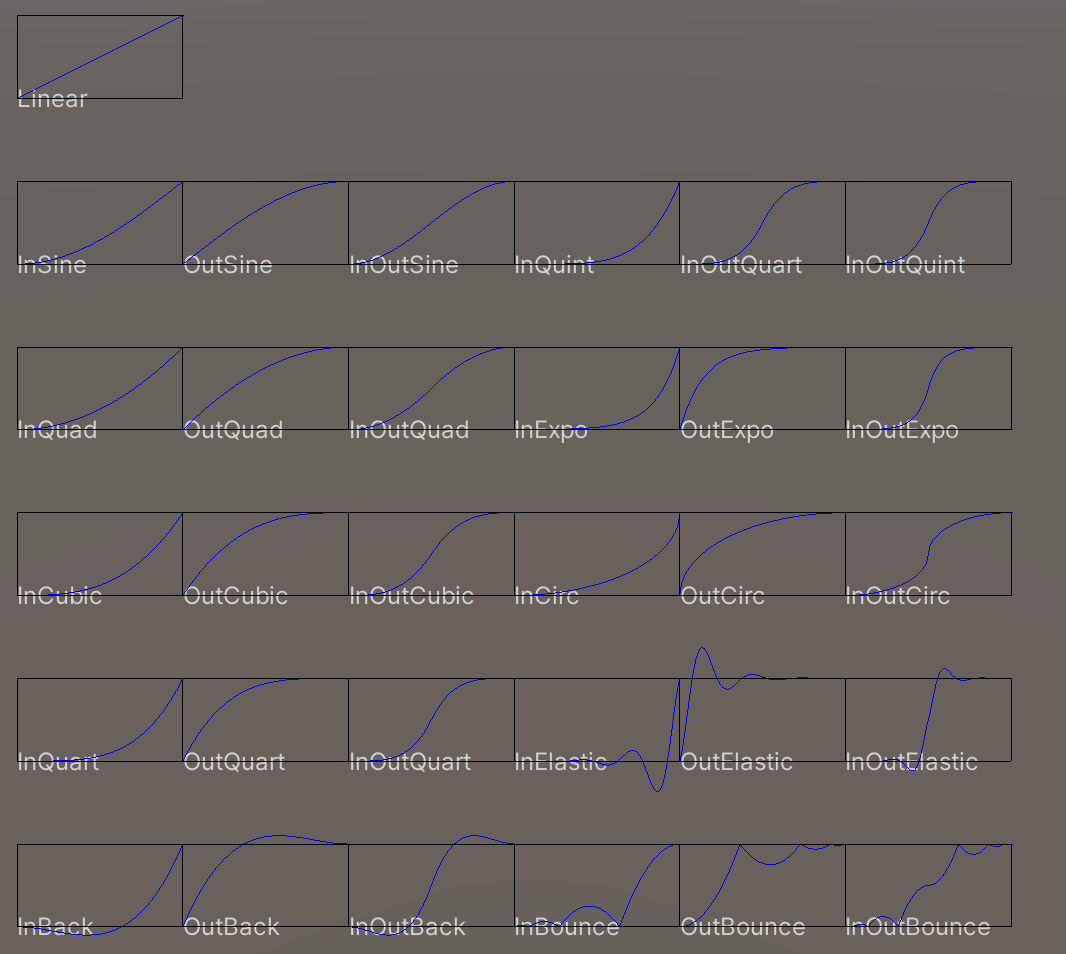 Linear
InSine OutSine InOutSine InQuint InOutQuart InOutQuint
InQuad OutQuad InOutQuad InExpo OutExpo InOutExpo
InCubic OutCubic InOutCubic InCirc OutCirc InOutCirc
InQuart OutQuart InOutQuart InElastic OutElastic InOutElastic
InBack OutBack InOutBack InBounce OutBounce InOutBounce